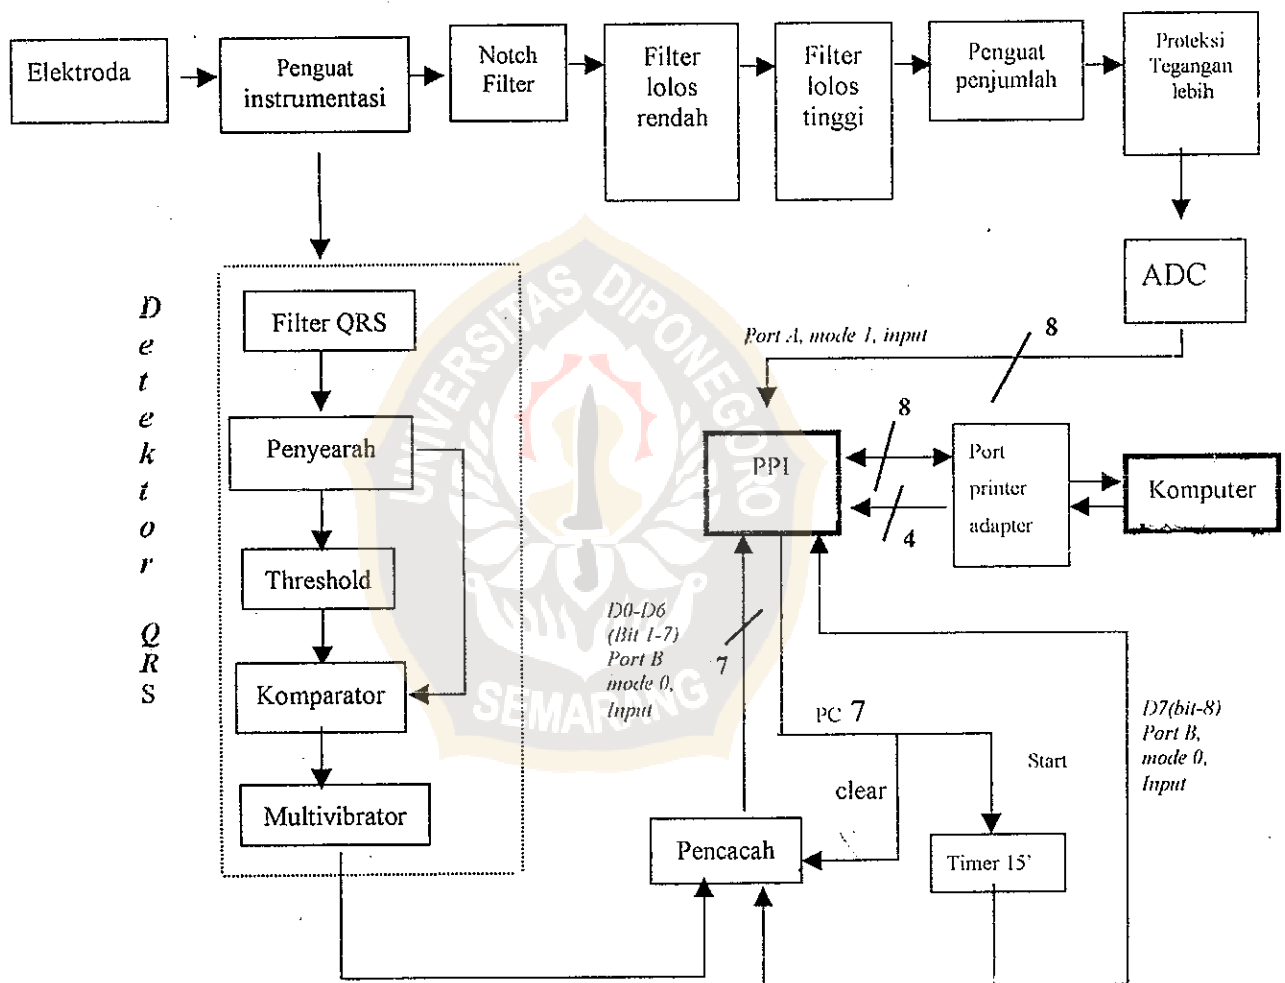 Elektroda
Penguat
instrumentasi
Notch
Filter
Filter
lolos
rendah
Filter
lolos
tinggi
Penguat
penjumlah
Proteksi
Tegangan
lebih
ADC
Detektor QRS
Filter QRS
Penyearah
Threshold
Komparator
Multivibrator
UNIVERSITAS DIPONEGORO
SEMARANG
Port A, mode 1, input
8
PPI
8
4
Port
printer
adapter
Komputer
D0-D6
(Bit 1-7)
Port B
mode 0,
Input
7
PC 7
clear
Start
D7(bit-8)
Port B,
mode 0,
Input
Pencacah
Timer 15'